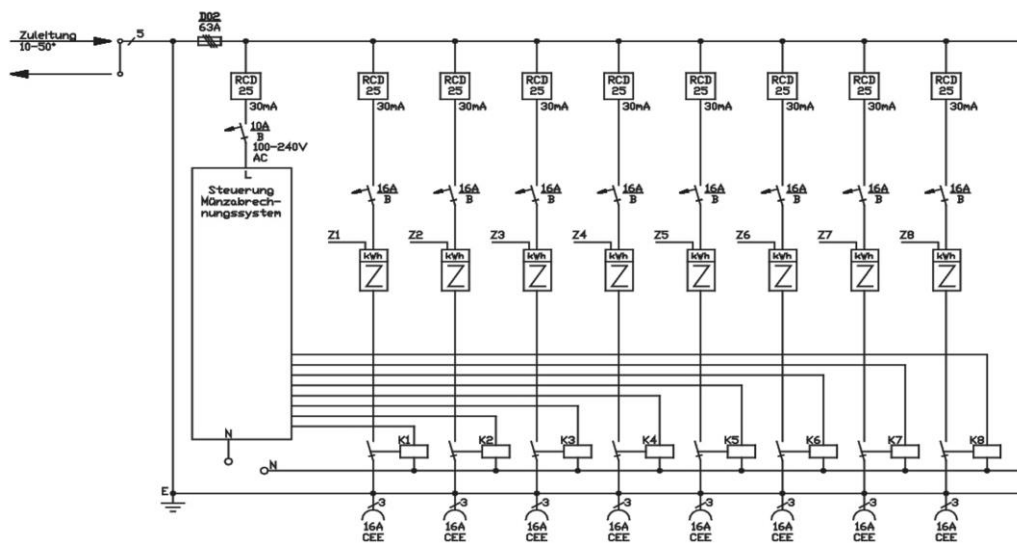 Zuleitung
10-50°
5
D02
63A
RCD
25
30mA
RCD
25
30mA
RCD
25
30mA
RCD
25
30mA
RCD
25
30mA
RCD
25
30mA
RCD
25
30mA
RCD
25
30mA
RCD
25
30mA
10A
B
100-240V
AC
L
Steuerung
Münzabrech-
nungssystem
16A
B
16A
B
16A
B
16A
B
16A
B
16A
B
16A
B
16A
B
Z1
Z2
Z3
Z4
Z5
Z6
Z7
Z8
kWh
Z
kWh
Z
kWh
Z
kWh
Z
kWh
Z
kWh
Z
kWh
Z
kWh
Z
N
K1
K2
K3
K4
K5
K6
K7
K8
N
E
3
3
3
3
3
3
3
3
16A
CEE
16A
CEE
16A
CEE
16A
CEE
16A
CEE
16A
CEE
16A
CEE
16A
CEE